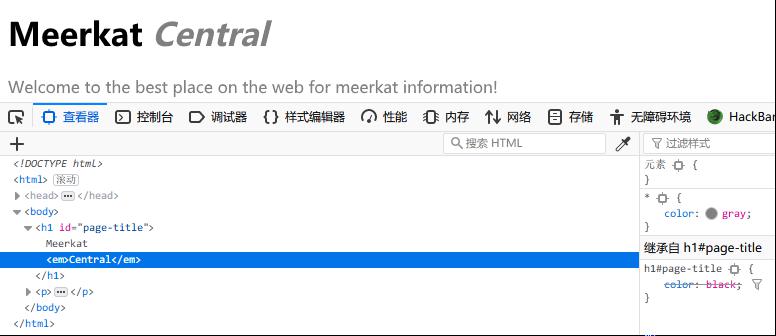 Meerkat Central
Welcome to the best place on the web for meerkat information!
查看器 控制台 调试器 {} 样式编辑器 性能 内存 网络 存储 无障碍环境 HackBar
+ 搜索 HTML 过滤样式
<!DOCTYPE html>
<html> 滚动
<head> ••• </head>
<body>
<h1 id="page-title">
Meerkat
<em>Central</em>
</h1>
<p> ••• </p>
</body>
</html>
元素 {
}
* {
color: gray;
}
继承自 h1#page-title
h1#page-title {
color: black;
}